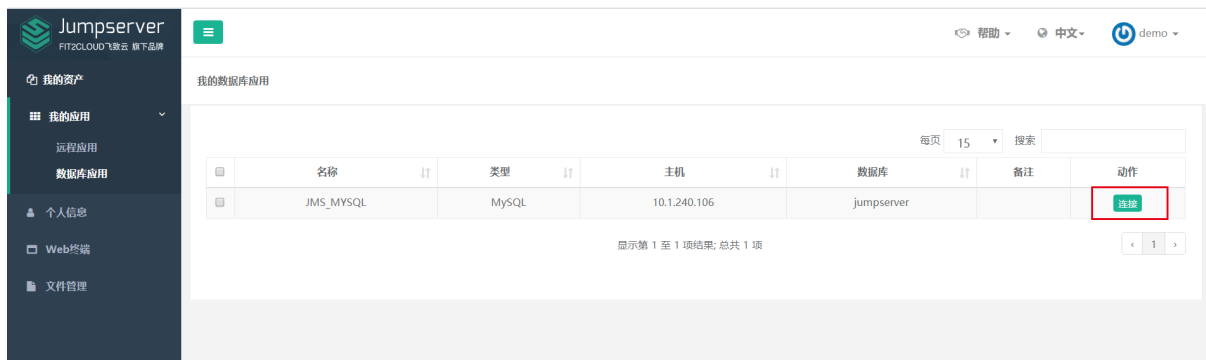 Jumpserver
FIT2CLOUD飞致云 旗下品牌
帮助
中文
demo
我的资产
我的数据库应用
我的应用
远程应用
数据库应用
个人信息
Web终端
文件管理
每页 15 搜索
名称 类型 主机 数据库 备注 动作
JMS_MYSQL MySQL 10.1.240.106 jumpserver 连接
显示第 1 至 1 项结果; 总共 1 项
‹ 1 ›